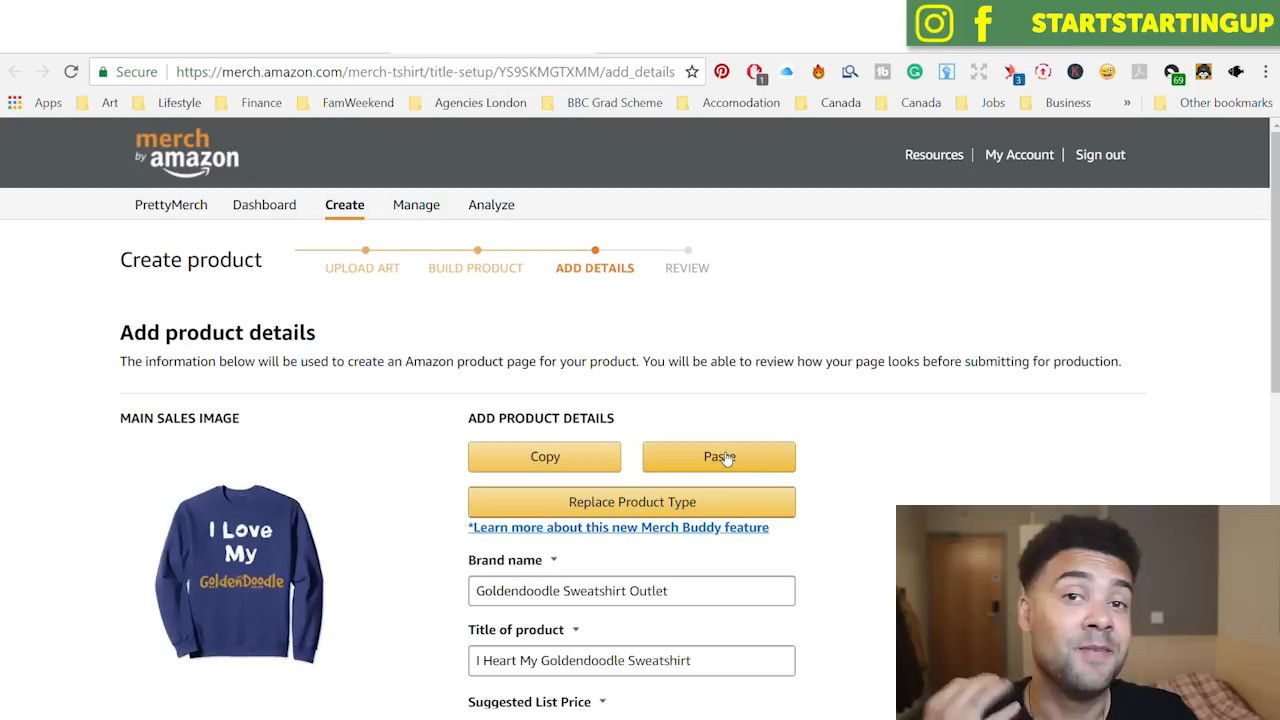 STARTSTARTINGUP
Secure
https://merch.amazon.com/merch-tshirt/title-setup/YS9SKMGTXMM/add_details
1
3
69
Apps
Art
Lifestyle
Finance
FamWeekend
Agencies London
BBC Grad Scheme
Accomodation
Canada
Canada
Jobs
Business
»
Other bookmarks
merch
by amazon
Resources
My Account
Sign out
PrettyMerch
Dashboard
Create
Manage
Analyze
Create product
UPLOAD ART
BUILD PRODUCT
ADD DETAILS
REVIEW
Add product details
The information below will be used to create an Amazon product page for your product. You will be able to review how your page looks before submitting for production.
MAIN SALES IMAGE
ADD PRODUCT DETAILS
Copy
Paste
Replace Product Type
*Learn more about this new Merch Buddy feature
I Love
My
GoldenDoodle
Brand name
Goldendoodle Sweatshirt Outlet
Title of product
I Heart My Goldendoodle Sweatshirt
Suggested List Price